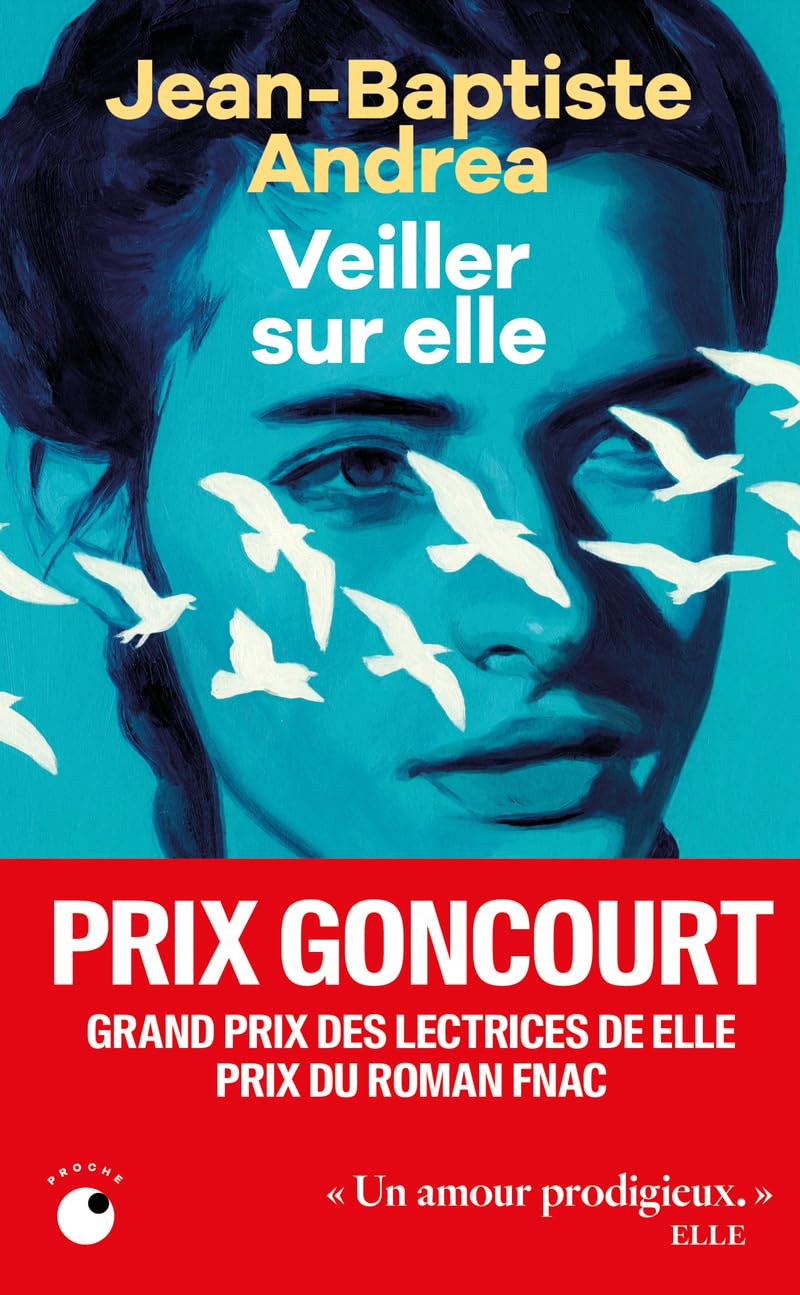 Jean-Baptiste
Andrea
Veiller
sur elle
PRIX GONCOURT
GRAND PRIX DES LECTRICES DE ELLE
PRIX DU ROMAN FNAC
PROCHE
« Un amour prodigieux. »
ELLE